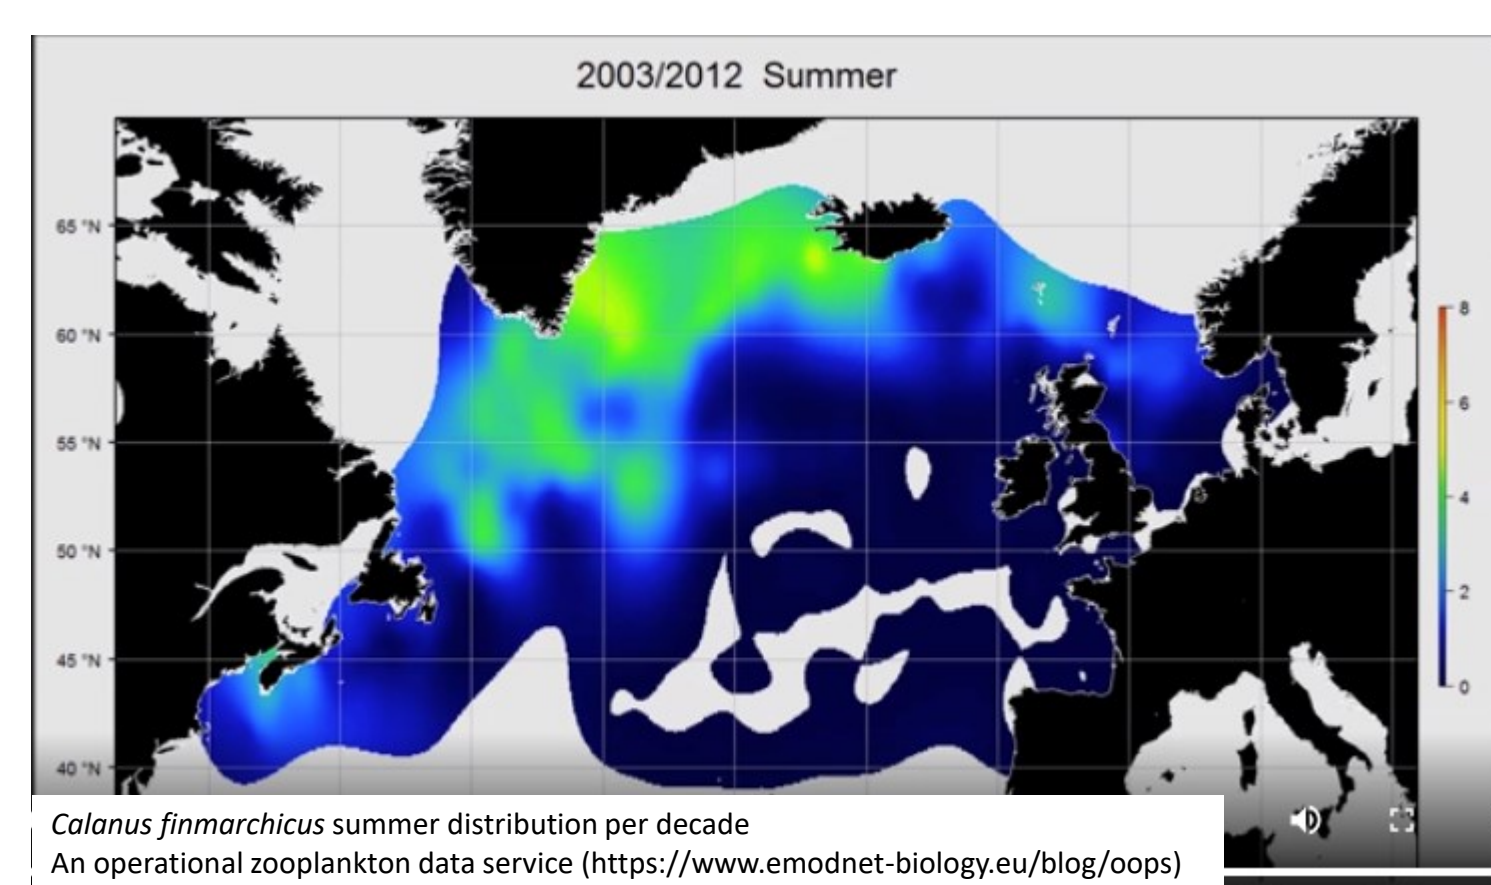 2003/2012 Summer
65 °N
60 °N
55 °N
50 °N
45 °N
40 °N
8
6
4
2
0
Calanus finmarchicus summer distribution per decade
An operational zooplankton data service (https://www.emodnet-biology.eu/blog/oops)